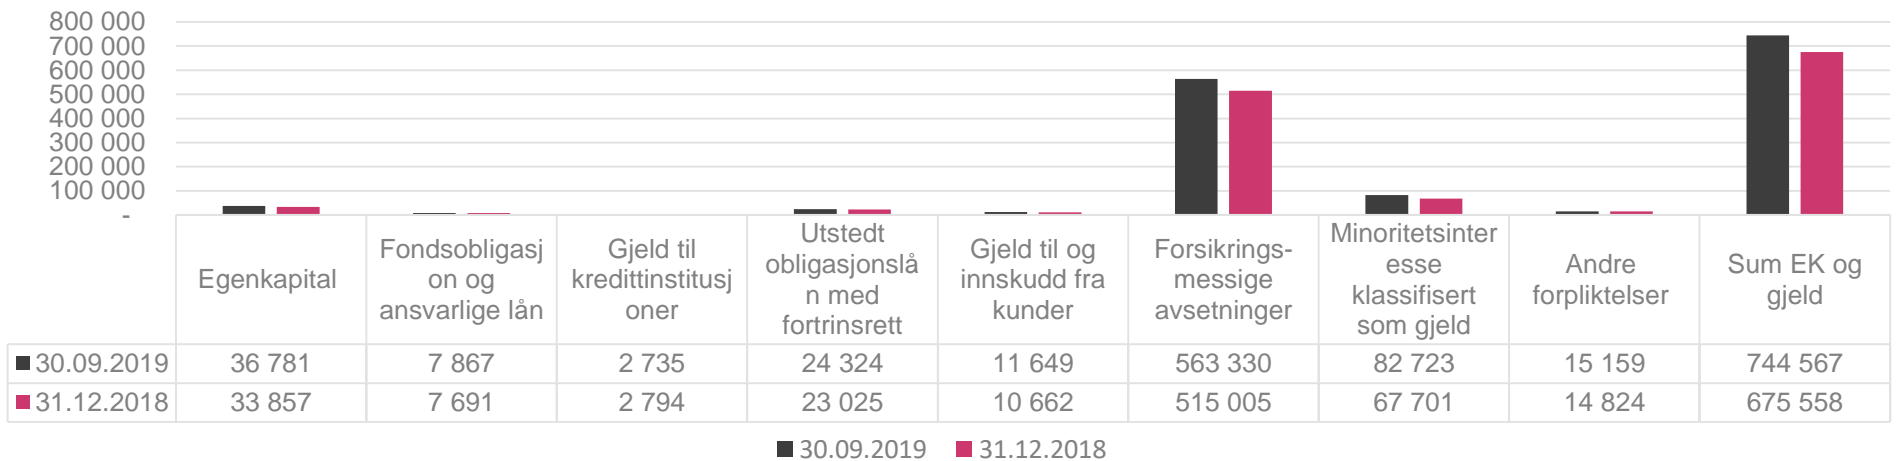 800 000
700 000
600 000
500 000
400 000
300 000
200 000
100 000
-
Egenkapital
Fondsobligasj
on og
ansvarlige lån
Gjeld til
kredittinstitusj
oner
Utstedt
obligasjonslå
n med
fortrinsrett
Gjeld til og
innskudd fra
kunder
Forsikrings-
messige
avsetninger
Minoritetsinter
esse
klassifisert
som gjeld
Andre
forpliktelser
Sum EK og
gjeld
30.09.2019 36 781 7 867 2 735 24 324 11 649 563 330 82 723 15 159 744 567
31.12.2018 33 857 7 691 2 794 23 025 10 662 515 005 67 701 14 824 675 558
30.09.2019 31.12.2018